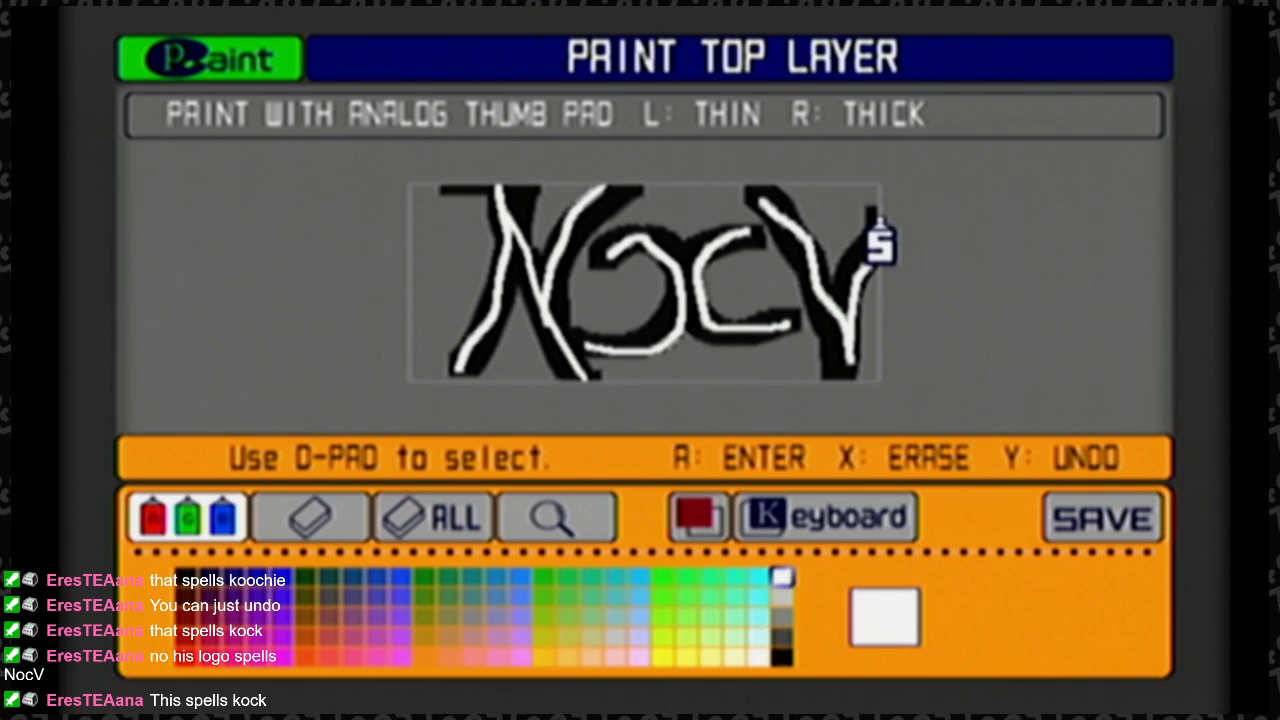 Paint
PAINT TOP LAYER
PAINT WITH ANALOG THUMB PAD L: THIN R: THICK
NocV
S
Use D-PAD to select. A: ENTER X: ERASE Y: UNDO
R G B ALL Keyboard SAVE
EresTEAana that spells koochie
EresTEAana You can just undo
EresTEAana that spells kock
EresTEAana no his logo spells
NocV
EresTEAana This spells kock